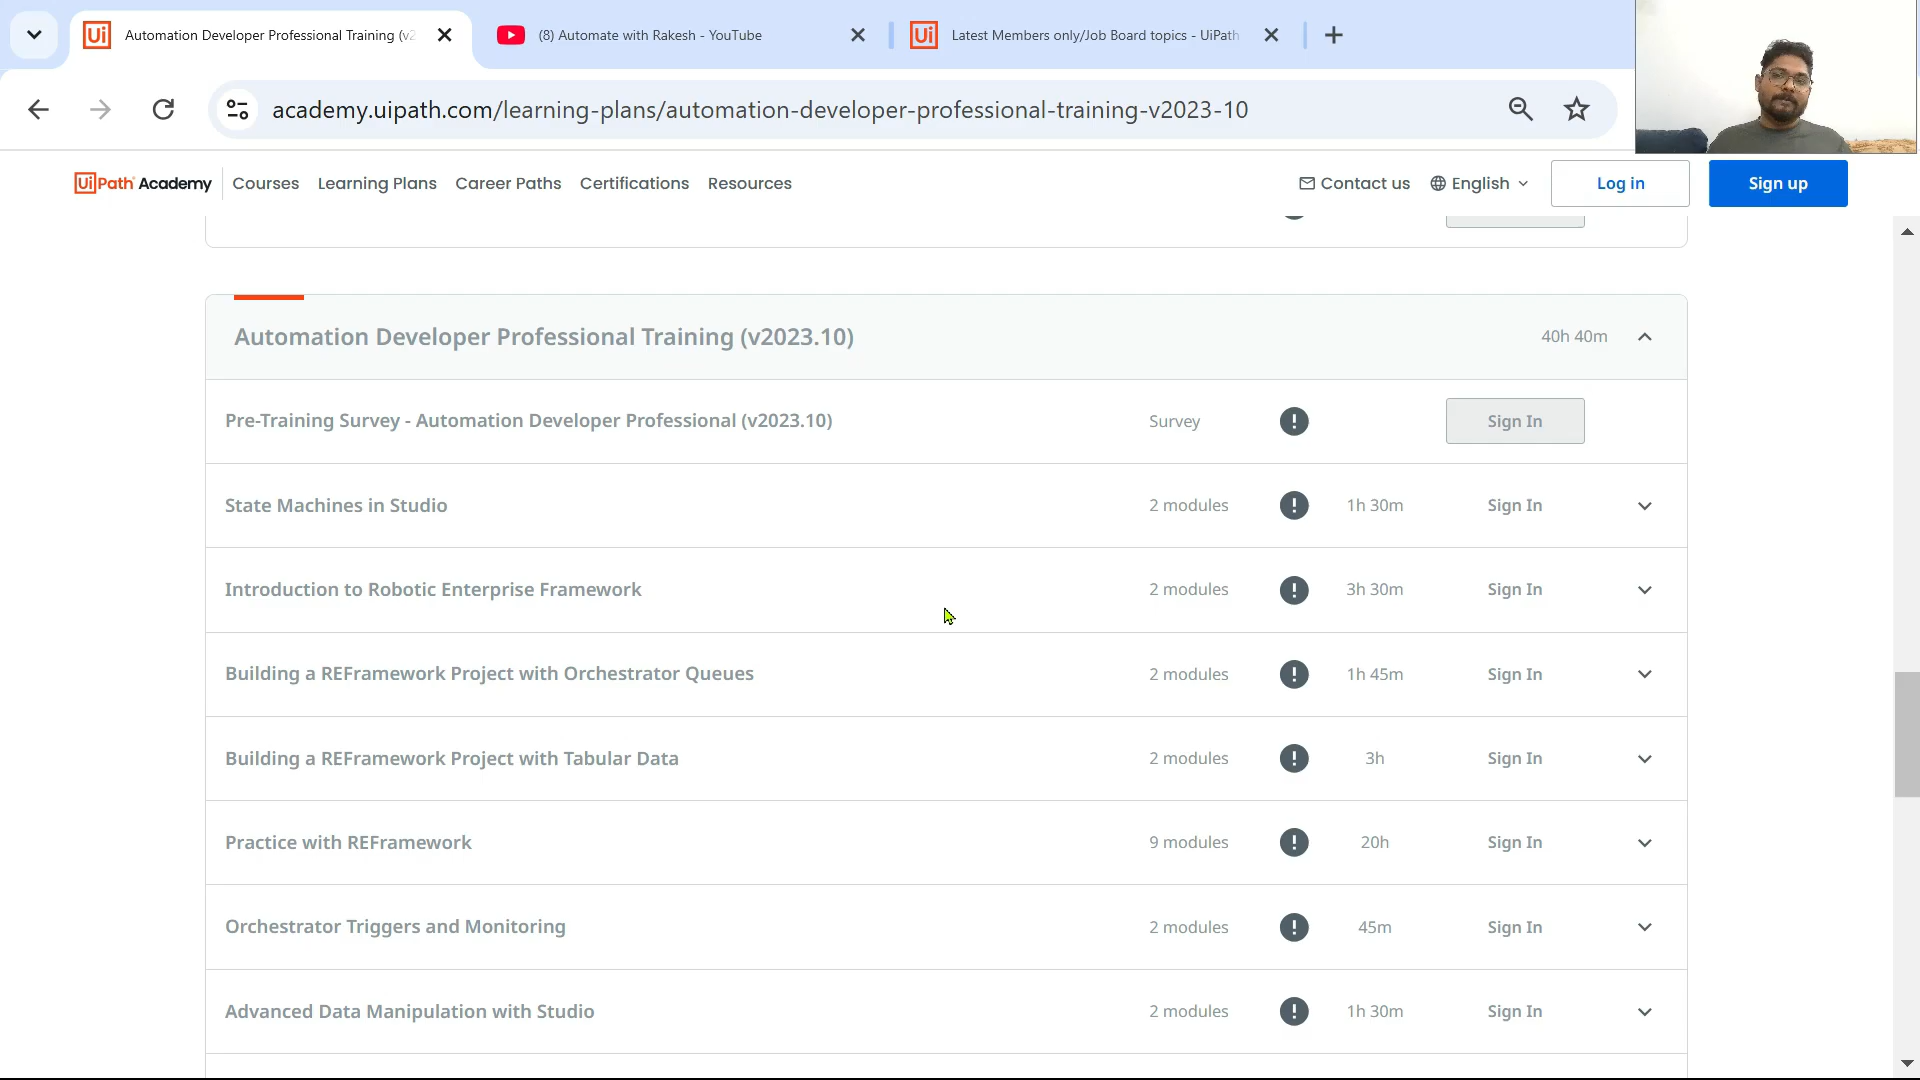 Automation Developer Professional Training (v2
(8) Automate with Rakesh - YouTube
Latest Members only/Job Board topics - UiPath
academy.uipath.com/learning-plans/automation-developer-professional-training-v2023-10
UiPath Academy
Courses
Learning Plans
Career Paths
Certifications
Resources
Contact us
English
Log in
Sign up
Automation Developer Professional Training (v2023.10)
40h 40m
Pre-Training Survey - Automation Developer Professional (v2023.10)
Survey
Sign In
State Machines in Studio
2 modules
1h 30m
Sign In
Introduction to Robotic Enterprise Framework
2 modules
3h 30m
Sign In
Building a REFramework Project with Orchestrator Queues
2 modules
1h 45m
Sign In
Building a REFramework Project with Tabular Data
2 modules
3h
Sign In
Practice with REFramework
9 modules
20h
Sign In
Orchestrator Triggers and Monitoring
2 modules
45m
Sign In
Advanced Data Manipulation with Studio
2 modules
1h 30m
Sign In